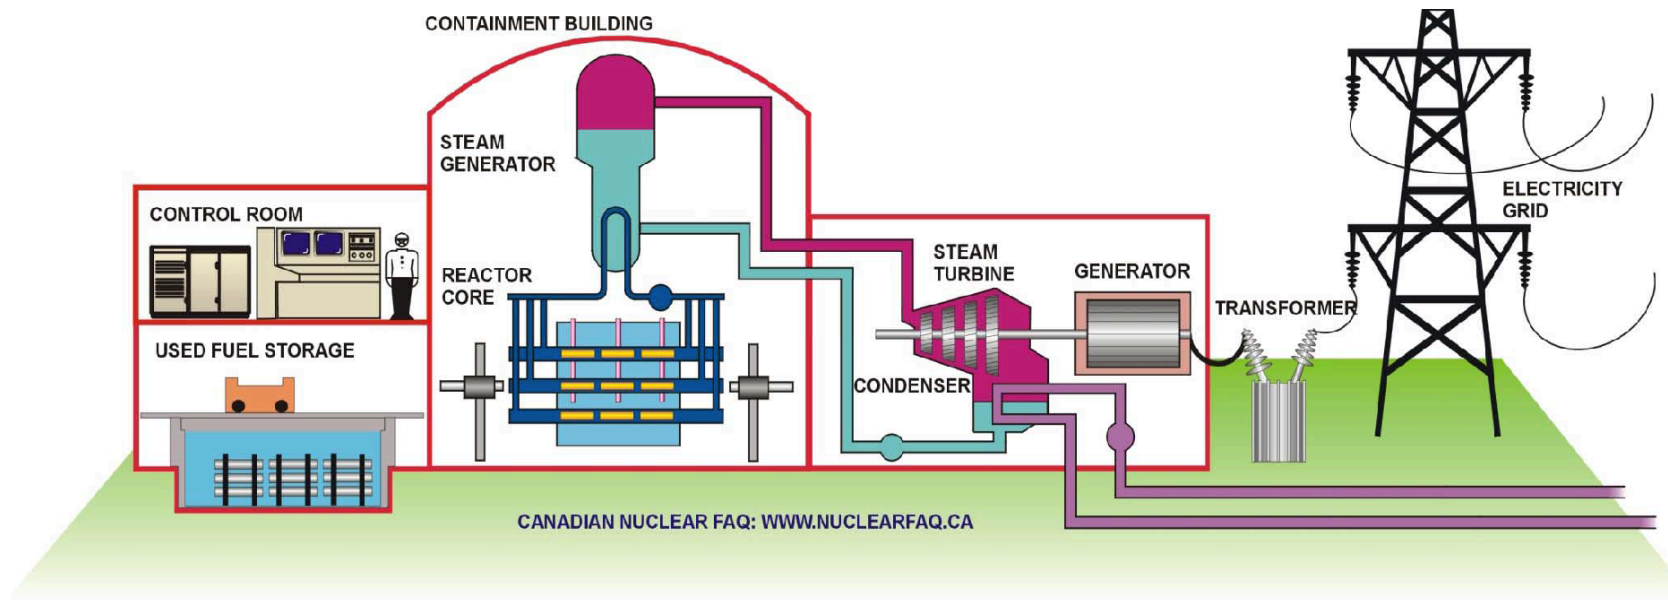 CONTAINMENT BUILDING
STEAM
GENERATOR
CONTROL ROOM
REACTOR
CORE
USED FUEL STORAGE
STEAM
TURBINE
GENERATOR
CONDENSER
TRANSFORMER
ELECTRICITY
GRID
CANADIAN NUCLEAR FAQ: WWW.NUCLEARFAQ.CA